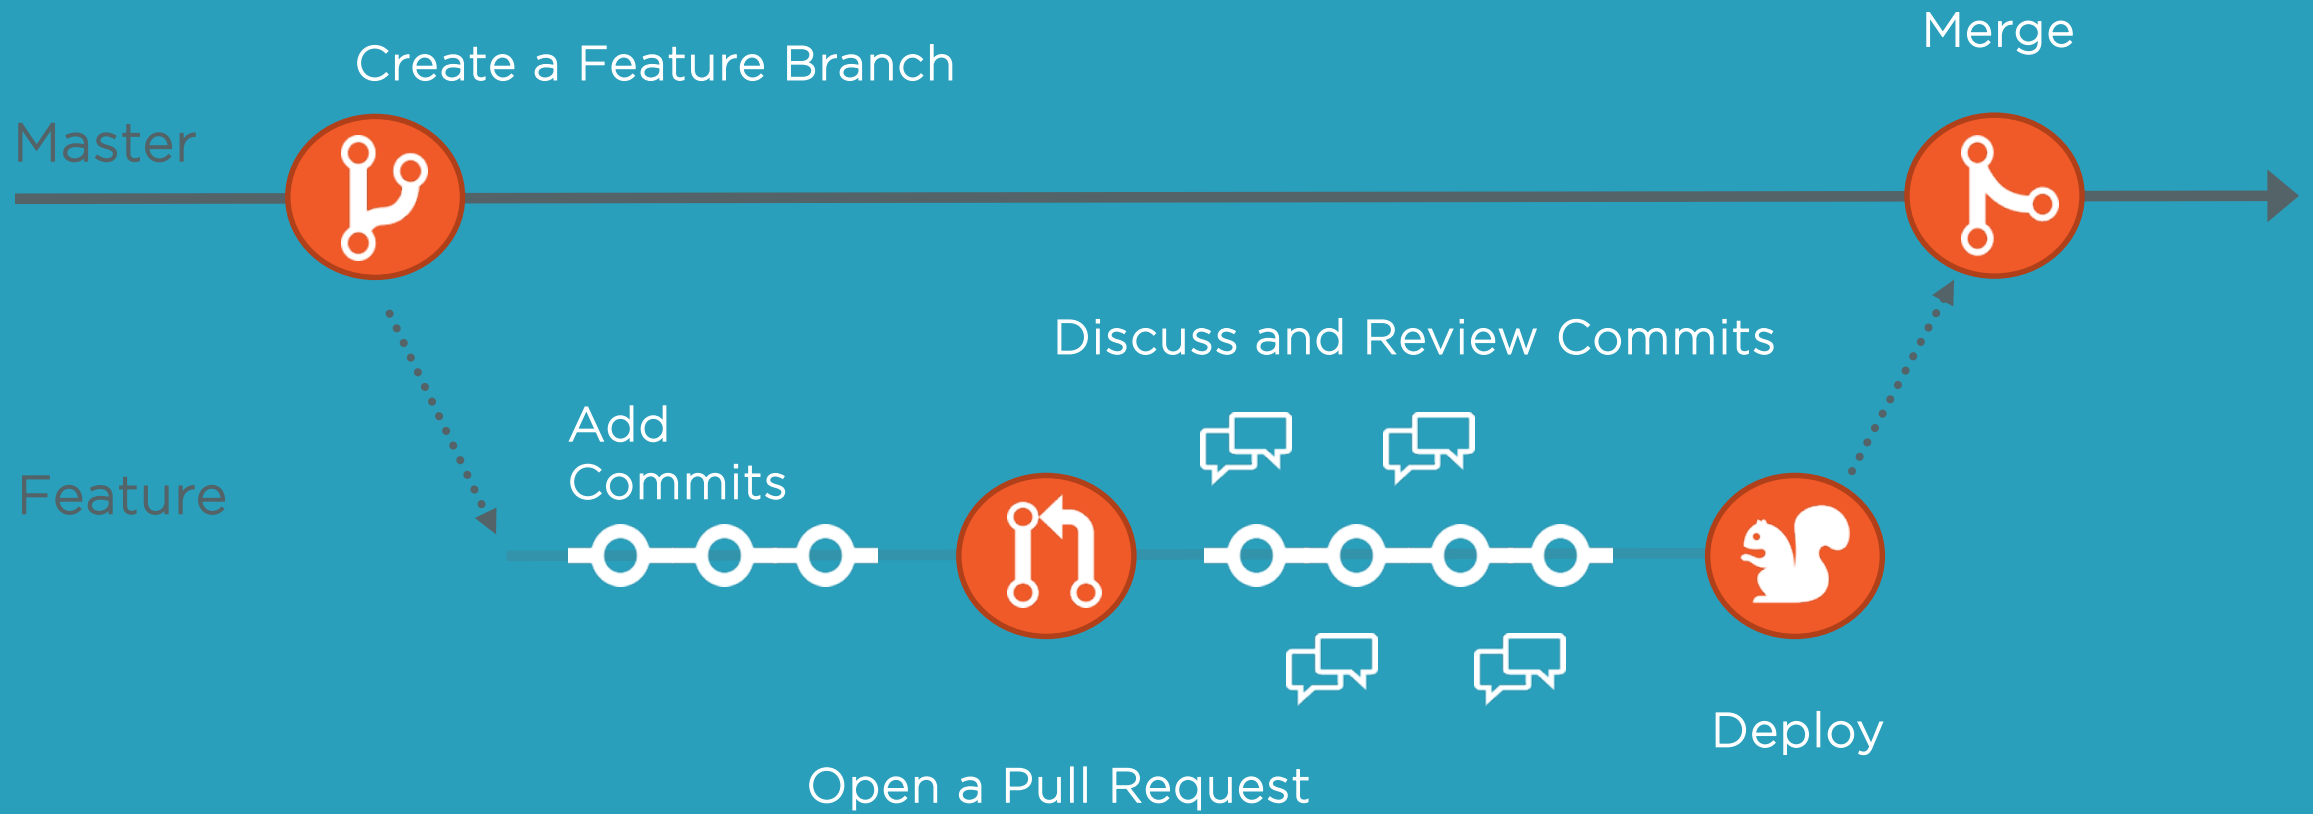 Merge
Create a Feature Branch
Master
Discuss and Review Commits
Add
Commits
Feature
Deploy
Open a Pull Request